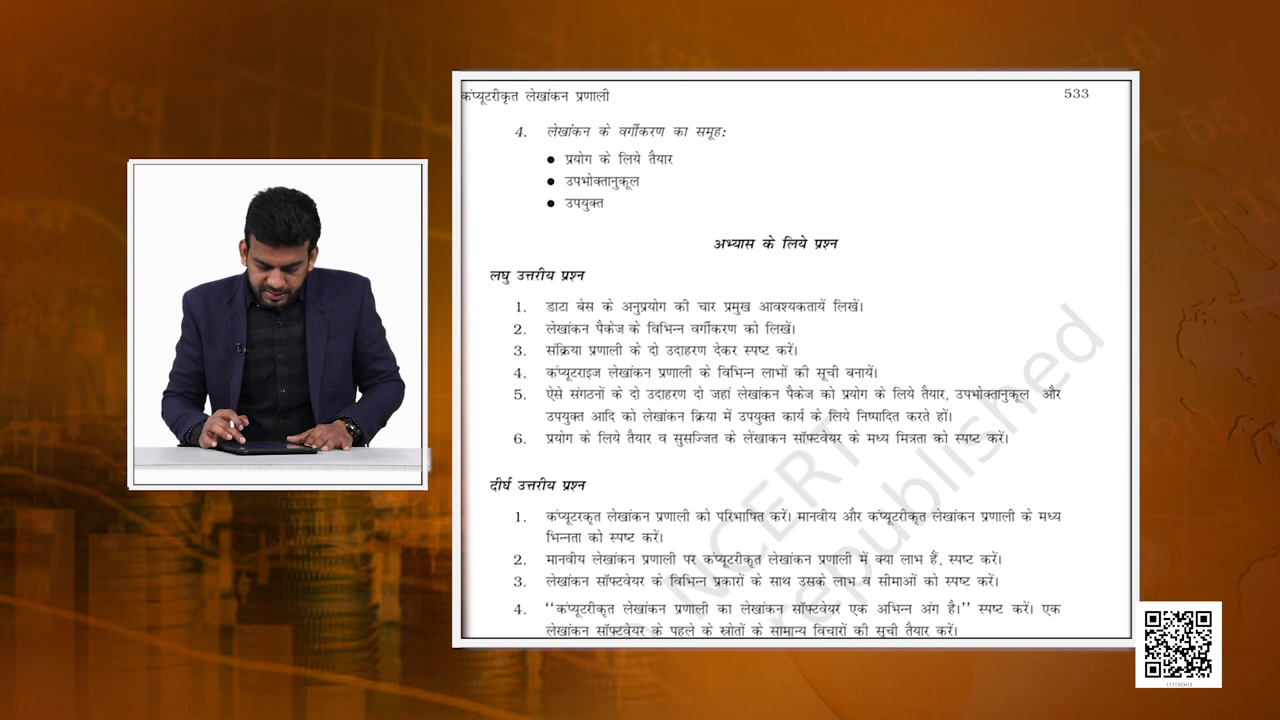 कंप्यूटरीकृत लेखांकन प्रणाली 533
4. लेखांकन के वर्गीकरण का समूह:
● प्रयोग के लिये तैयार
● उपभोक्तानुकूल
● उपयुक्त
अभ्यास के लिये प्रश्न
लघु उत्तरीय प्रश्न
1. डाटा बेस के अनुप्रयोग की चार प्रमुख आवश्यकतायें लिखें।
2. लेखांकन पैकेज के विभिन्न वर्गीकरण को लिखें।
3. संक्रिया प्रणाली के दो उदाहरण देकर स्पष्ट करें।
4. कंप्यूटराइज लेखांकन प्रणाली के विभिन्न लाभों की सूची बनायें।
5. ऐसे संगठनों के दो उदाहरण दो जहां लेखांकन पैकेज को प्रयोग के लिये तैयार, उपभोक्तानुकूल और
उपयुक्त आदि को लेखांकन क्रिया में उपयुक्त कार्य के लिये निष्पादित करते हों।
6. प्रयोग के लिये तैयार व सुसज्जित के लेंखाकन सॉफ्टवेयर के मध्य मित्रता को स्पष्ट करें।
दीर्घ उत्तरीय प्रश्न
1. कंप्यूटरकृत लेखांकन प्रणाली को परिभाषित करें। मानवीय और कंप्यूटरीकृत लेखांकन प्रणाली के मध्य
भिन्नता को स्पष्ट करें।
2. मानवीय लेखांकन प्रणाली पर कंप्यूटरीकृत लेखांकन प्रणाली में क्या लाभ हैं, स्पष्ट करें।
3. लेखांकन सॉफ्टवेयर के विभिन्न प्रकारों के साथ उसके लाभ व सीमाओं को स्पष्ट करें।
4. ‘‘कंप्यूटरीकृत लेखांकन प्रणाली का लेखांकन सॉफ्टवेयर एक अभिन्न अंग है।’’ स्पष्ट करें। एक
लेखांकन सॉफ्टवेयर के पहले के स्रोतों के सामान्य विचारों की सूची तैयार करें।
NCERT
republished